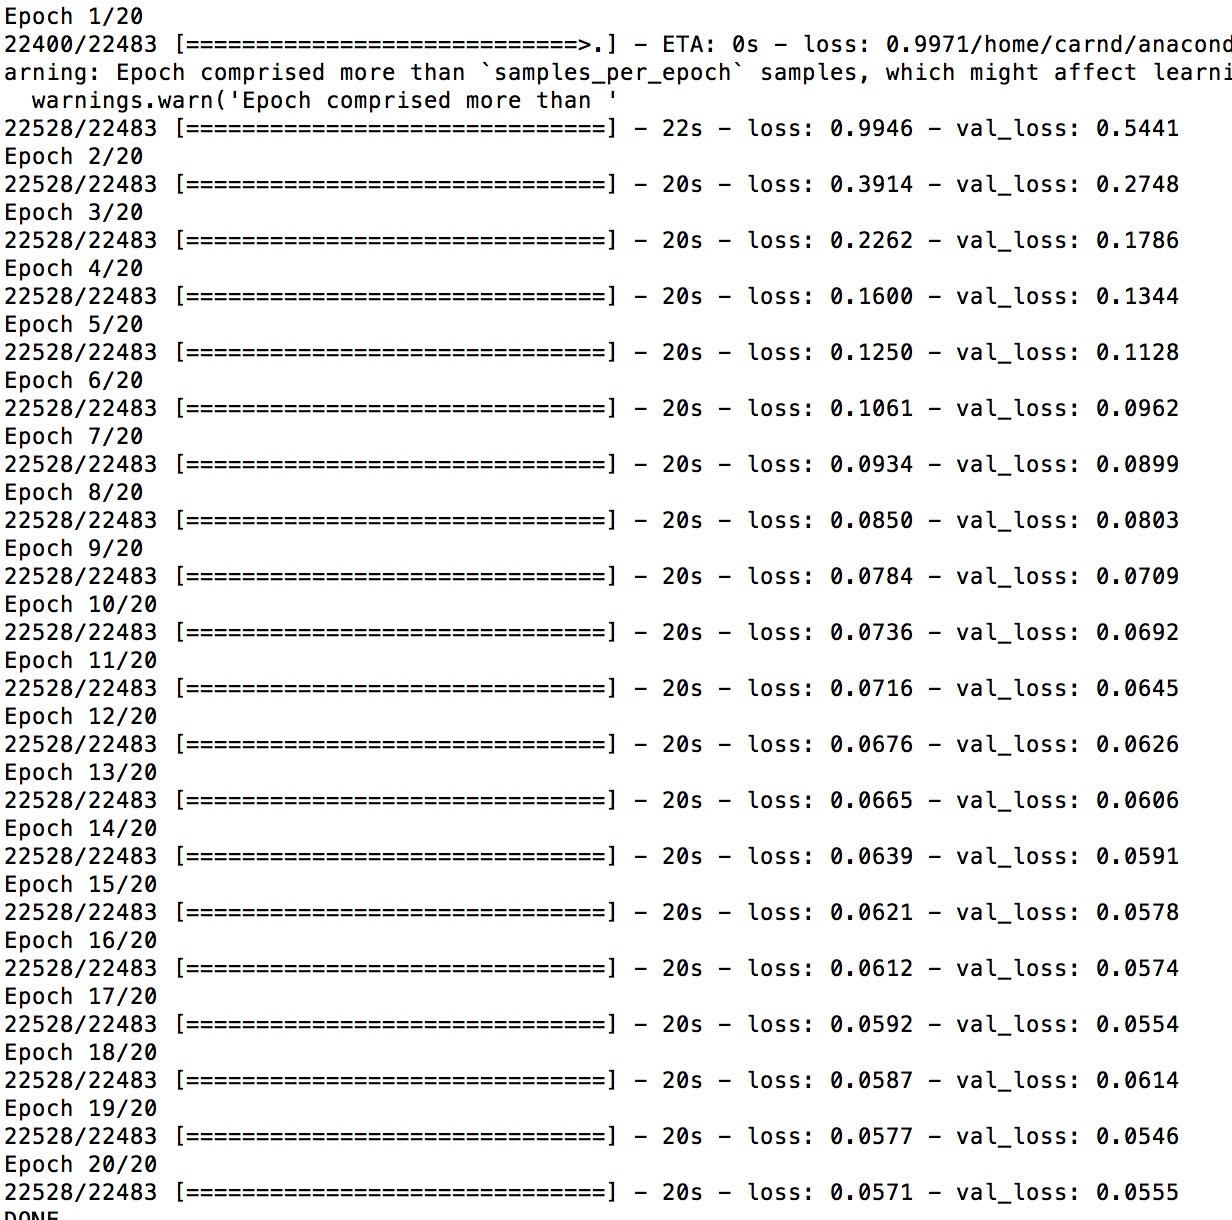 Epoch 1/20
22400/22483 [============================>.] - ETA: 0s - loss: 0.9971/home/carnd/anacond
arning: Epoch comprised more than `samples_per_epoch` samples, which might affect learni
  warnings.warn('Epoch comprised more than '
22528/22483 [==============================] - 22s - loss: 0.9946 - val_loss: 0.5441
Epoch 2/20
22528/22483 [==============================] - 20s - loss: 0.3914 - val_loss: 0.2748
Epoch 3/20
22528/22483 [==============================] - 20s - loss: 0.2262 - val_loss: 0.1786
Epoch 4/20
22528/22483 [==============================] - 20s - loss: 0.1600 - val_loss: 0.1344
Epoch 5/20
22528/22483 [==============================] - 20s - loss: 0.1250 - val_loss: 0.1128
Epoch 6/20
22528/22483 [==============================] - 20s - loss: 0.1061 - val_loss: 0.0962
Epoch 7/20
22528/22483 [==============================] - 20s - loss: 0.0934 - val_loss: 0.0899
Epoch 8/20
22528/22483 [==============================] - 20s - loss: 0.0850 - val_loss: 0.0803
Epoch 9/20
22528/22483 [==============================] - 20s - loss: 0.0784 - val_loss: 0.0709
Epoch 10/20
22528/22483 [==============================] - 20s - loss: 0.0736 - val_loss: 0.0692
Epoch 11/20
22528/22483 [==============================] - 20s - loss: 0.0716 - val_loss: 0.0645
Epoch 12/20
22528/22483 [==============================] - 20s - loss: 0.0676 - val_loss: 0.0626
Epoch 13/20
22528/22483 [==============================] - 20s - loss: 0.0665 - val_loss: 0.0606
Epoch 14/20
22528/22483 [==============================] - 20s - loss: 0.0639 - val_loss: 0.0591
Epoch 15/20
22528/22483 [==============================] - 20s - loss: 0.0621 - val_loss: 0.0578
Epoch 16/20
22528/22483 [==============================] - 20s - loss: 0.0612 - val_loss: 0.0574
Epoch 17/20
22528/22483 [==============================] - 20s - loss: 0.0592 - val_loss: 0.0554
Epoch 18/20
22528/22483 [==============================] - 20s - loss: 0.0587 - val_loss: 0.0614
Epoch 19/20
22528/22483 [==============================] - 20s - loss: 0.0577 - val_loss: 0.0546
Epoch 20/20
22528/22483 [==============================] - 20s - loss: 0.0571 - val_loss: 0.0555
DONE